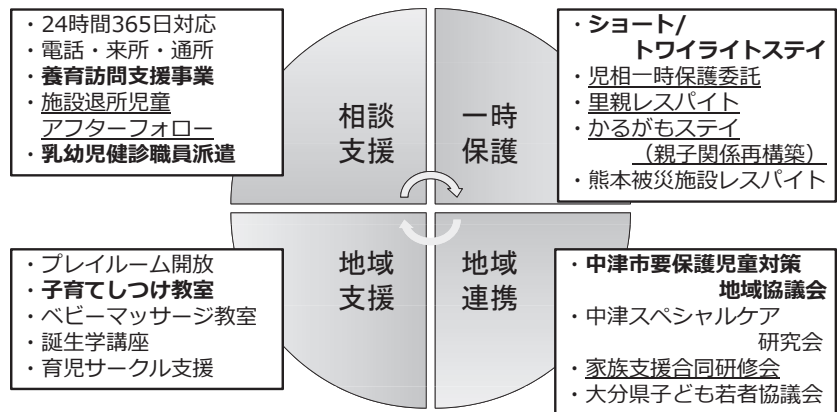 ・24時間365日対応
・電話・来所・通所
・養育訪問支援事業
・施設退所児童
アフターフォロー
・乳幼児健診職員派遣
相談
支援
一時
保護
・ショート/
トワイライトステイ
・児相一時保護委託
・里親レスパイト
・かるがもステイ
（親子関係再構築）
・熊本被災施設レスパイト
・プレイルーム開放
・子育てしつけ教室
・ベビーマッサージ教室
・誕生学講座
・育児サークル支援
地域
支援
地域
連携
・中津市要保護児童対策
地域協議会
・中津スペシャルケア
研究会
・家族支援合同研修会
・大分県子ども若者協議会